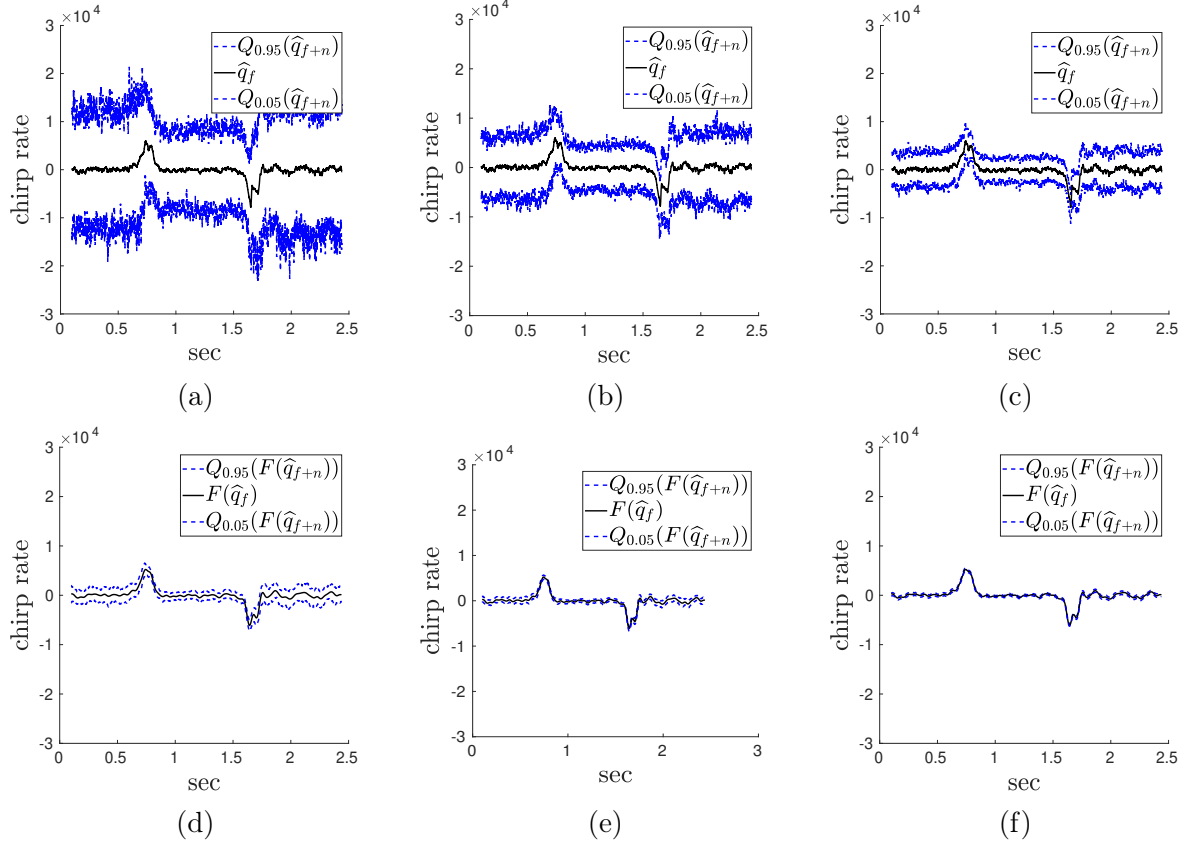 ×10⁴
3
2
1
0
-1
-2
-3
chirp rate
Q₀.₉₅(q̂_{f+n})
q̂_f
Q₀.₀₅(q̂_{f+n})
0 0.5 1 1.5 2 2.5
sec
(a)
×10⁴
3
2
1
0
-1
-2
-3
chirp rate
Q₀.₉₅(q̂_{f+n})
q̂_f
Q₀.₀₅(q̂_{f+n})
0 0.5 1 1.5 2 2.5
sec
(b)
×10⁴
3
2
1
0
-1
-2
-3
chirp rate
Q₀.₉₅(q̂_{f+n})
q̂_f
Q₀.₀₅(q̂_{f+n})
0 0.5 1 1.5 2 2.5
sec
(c)
×10⁴
3
2
1
0
-1
-2
-3
chirp rate
Q₀.₉₅(F(q̂_{f+n}))
F(q̂_f)
Q₀.₀₅(F(q̂_{f+n}))
0 0.5 1 1.5 2 2.5
sec
(d)
×10⁴
3
2
1
0
-1
-2
-3
chirp rate
Q₀.₉₅(F(q̂_{f+n}))
F(q̂_f)
Q₀.₀₅(F(q̂_{f+n}))
0 1 2 3
sec
(e)
×10⁴
3
2
1
0
-1
-2
-3
chirp rate
Q₀.₉₅(F(q̂_{f+n}))
F(q̂_f)
Q₀.₀₅(F(q̂_{f+n}))
0 0.5 1 1.5 2 2.5
sec
(f)